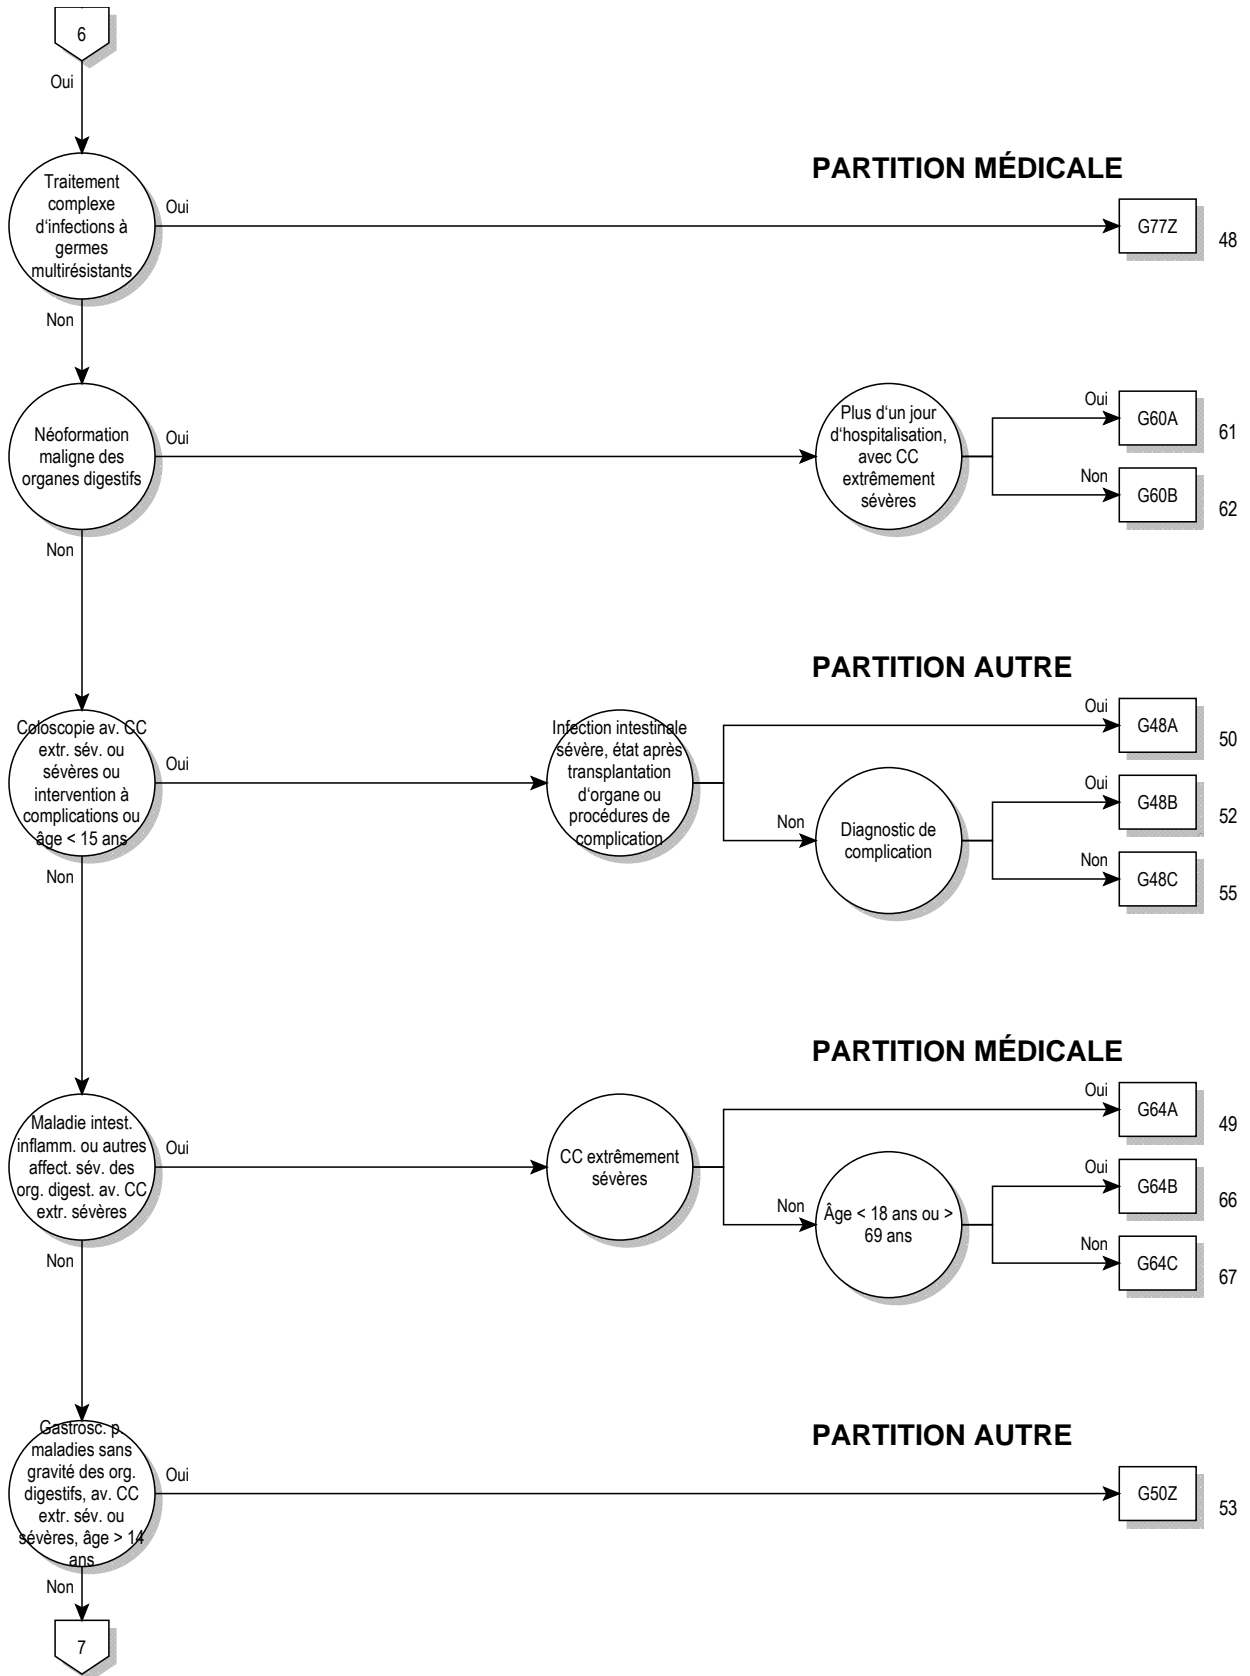 6
Oui
PARTITION MÉDICALE
Traitement
complexe
d‘infections à
germes
multirésistants
Oui
G77Z
48
Non
Néoformation
maligne des
organes digestifs
Oui
Plus d‘un jour
d‘hospitalisation,
avec CC
extrêmement
sévères
Oui
G60A
61
Non
G60B
62
Non
PARTITION AUTRE
Coloscopie av. CC
extr. sév. ou
sévères ou
intervention à
complications ou
âge < 15 ans
Oui
Infection intestinale
sévère, état après
transplantation
d‘organe ou
procédures de
complication
Oui
G48A
50
Non
Diagnostic de
complication
Oui
G48B
52
Non
G48C
55
Non
PARTITION MÉDICALE
Maladie intest.
inflamm. ou autres
affect. sév. des
org. digest. av. CC
extr. sévères
Oui
CC extrêmement
sévères
Oui
G64A
49
Non
Âge < 18 ans ou >
69 ans
Oui
G64B
66
Non
G64C
67
Non
PARTITION AUTRE
Gastrosc. p.
maladies sans
gravité des org.
digestifs, av. CC
extr. sév. ou
sévères, âge > 14
ans
Oui
G50Z
53
Non
7